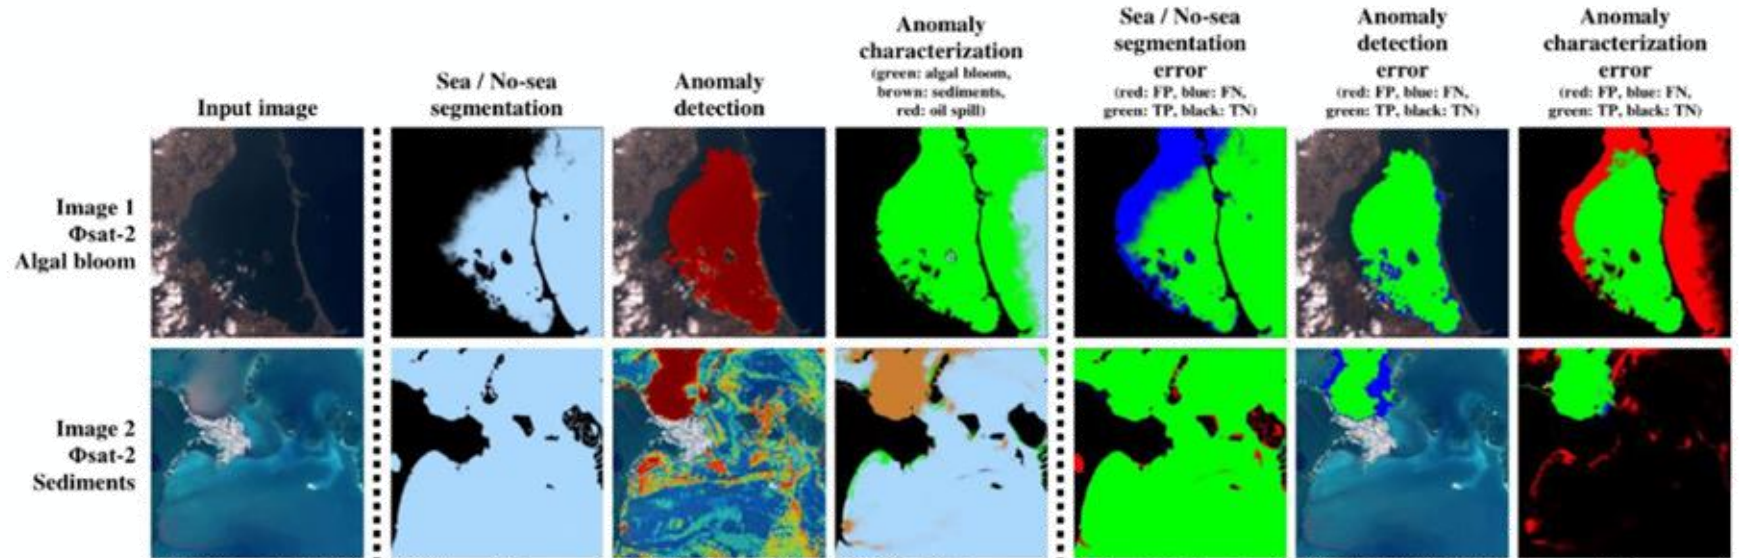 Input image
Sea / No-sea
segmentation
Anomaly
detection
Anomaly
characterization
(green: algal bloom,
brown: sediments,
red: oil spill)
Sea / No-sea
segmentation
error
(red: FP, blue: FN,
green: TP, black: TN)
Anomaly
detection
error
(red: FP, blue: FN,
green: TP, black: TN)
Anomaly
characterization
error
(red: FP, blue: FN,
green: TP, black: TN)
Image 1
Φsat-2
Algal bloom
Image 2
Φsat-2
Sediments